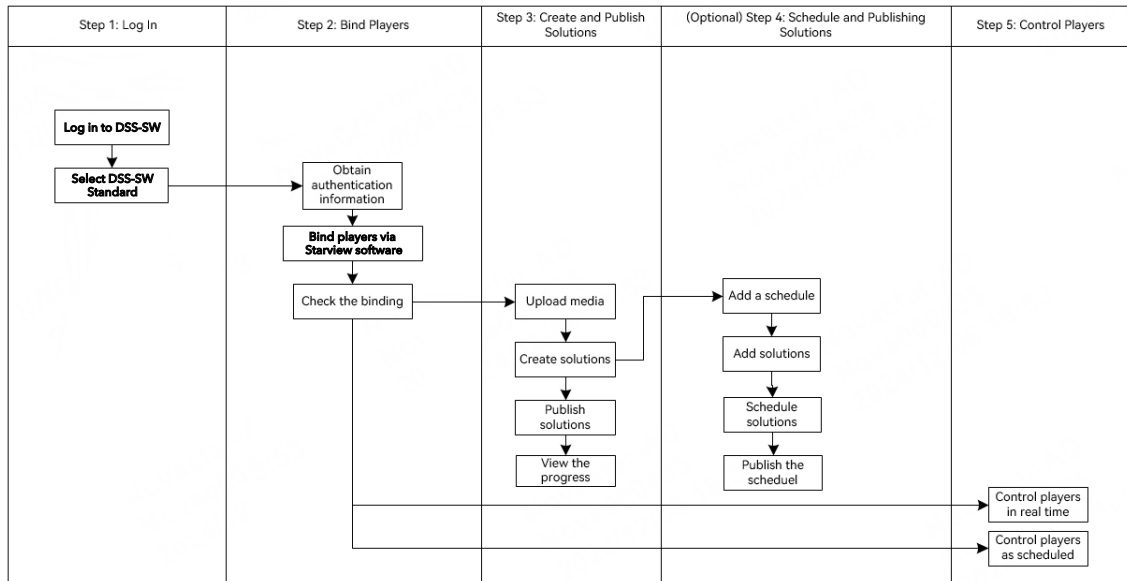 Step 1: Log In
Step 2: Bind Players
Step 3: Create and Publish
Solutions
(Optional) Step 4: Schedule and Publishing
Solutions
Step 5: Control Players
Log in to DSS-SW
Select DSS-SW
Standard
Obtain
authentication
information
Bind players via
Starview software
Check the binding
Upload media
Create solutions
Publish
solutions
View the
progress
Add a schedule
Add solutions
Schedule
solutions
Publish the
scheduel
Control players
in real time
Control players
as scheduled